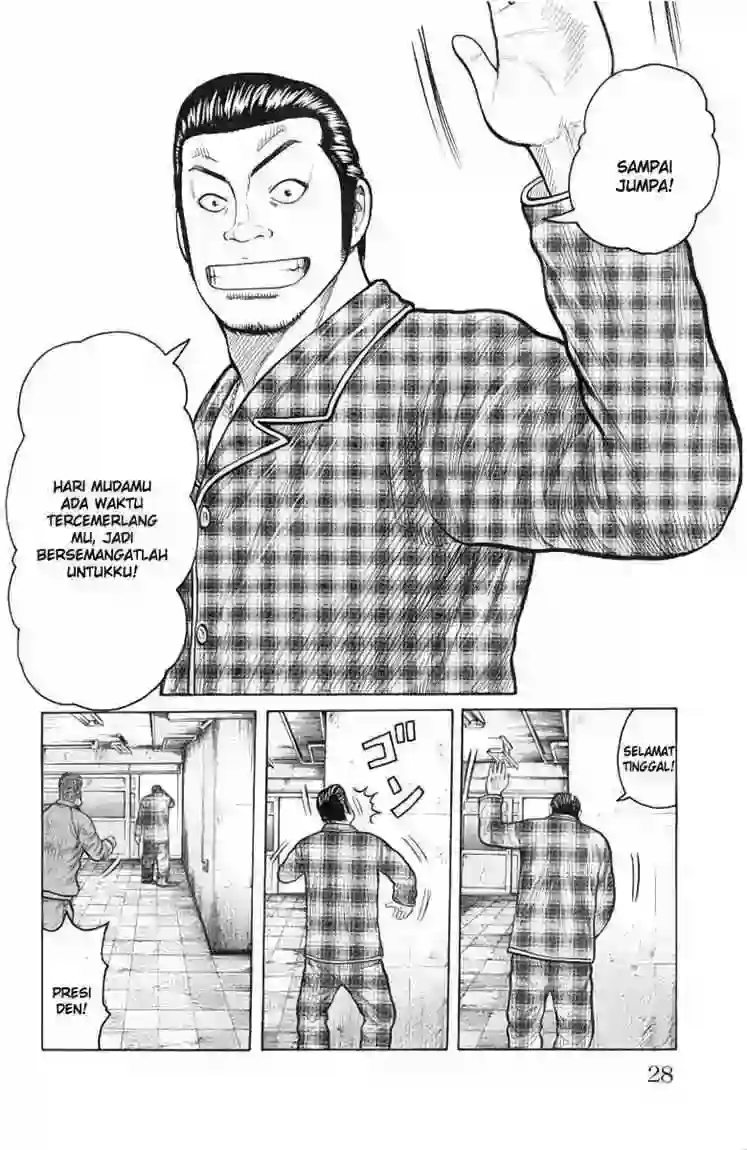 SAMPAI
JUMPA!
HARI MUDAMU
ADA WAKTU
TERCEMERLANG
MU, JADI
BERSEMANGATLAH
UNTUKKU!
SELAMAT
TINGGAL!
ゴン
PRESI
DEN!
28